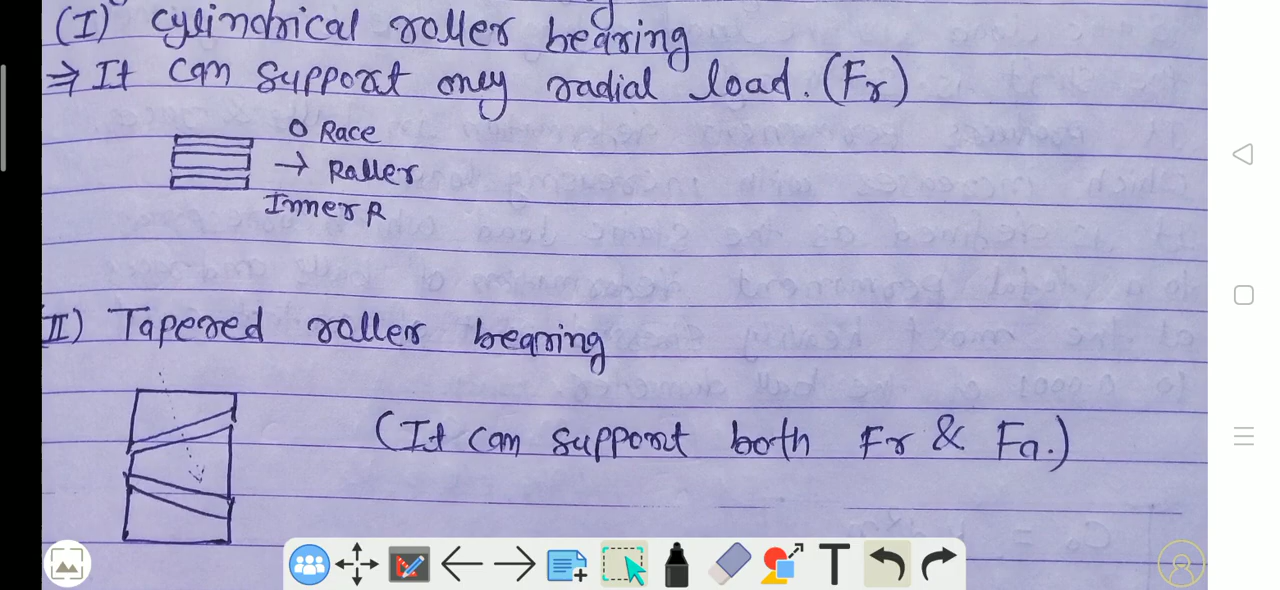 (I) cylindrical roller bearing
⇒ It can support only radial load. (Fr)
O Race
→ Roller
Inner R
II) Tapered roller bearing
(It can support both Fr & Fa.)
T